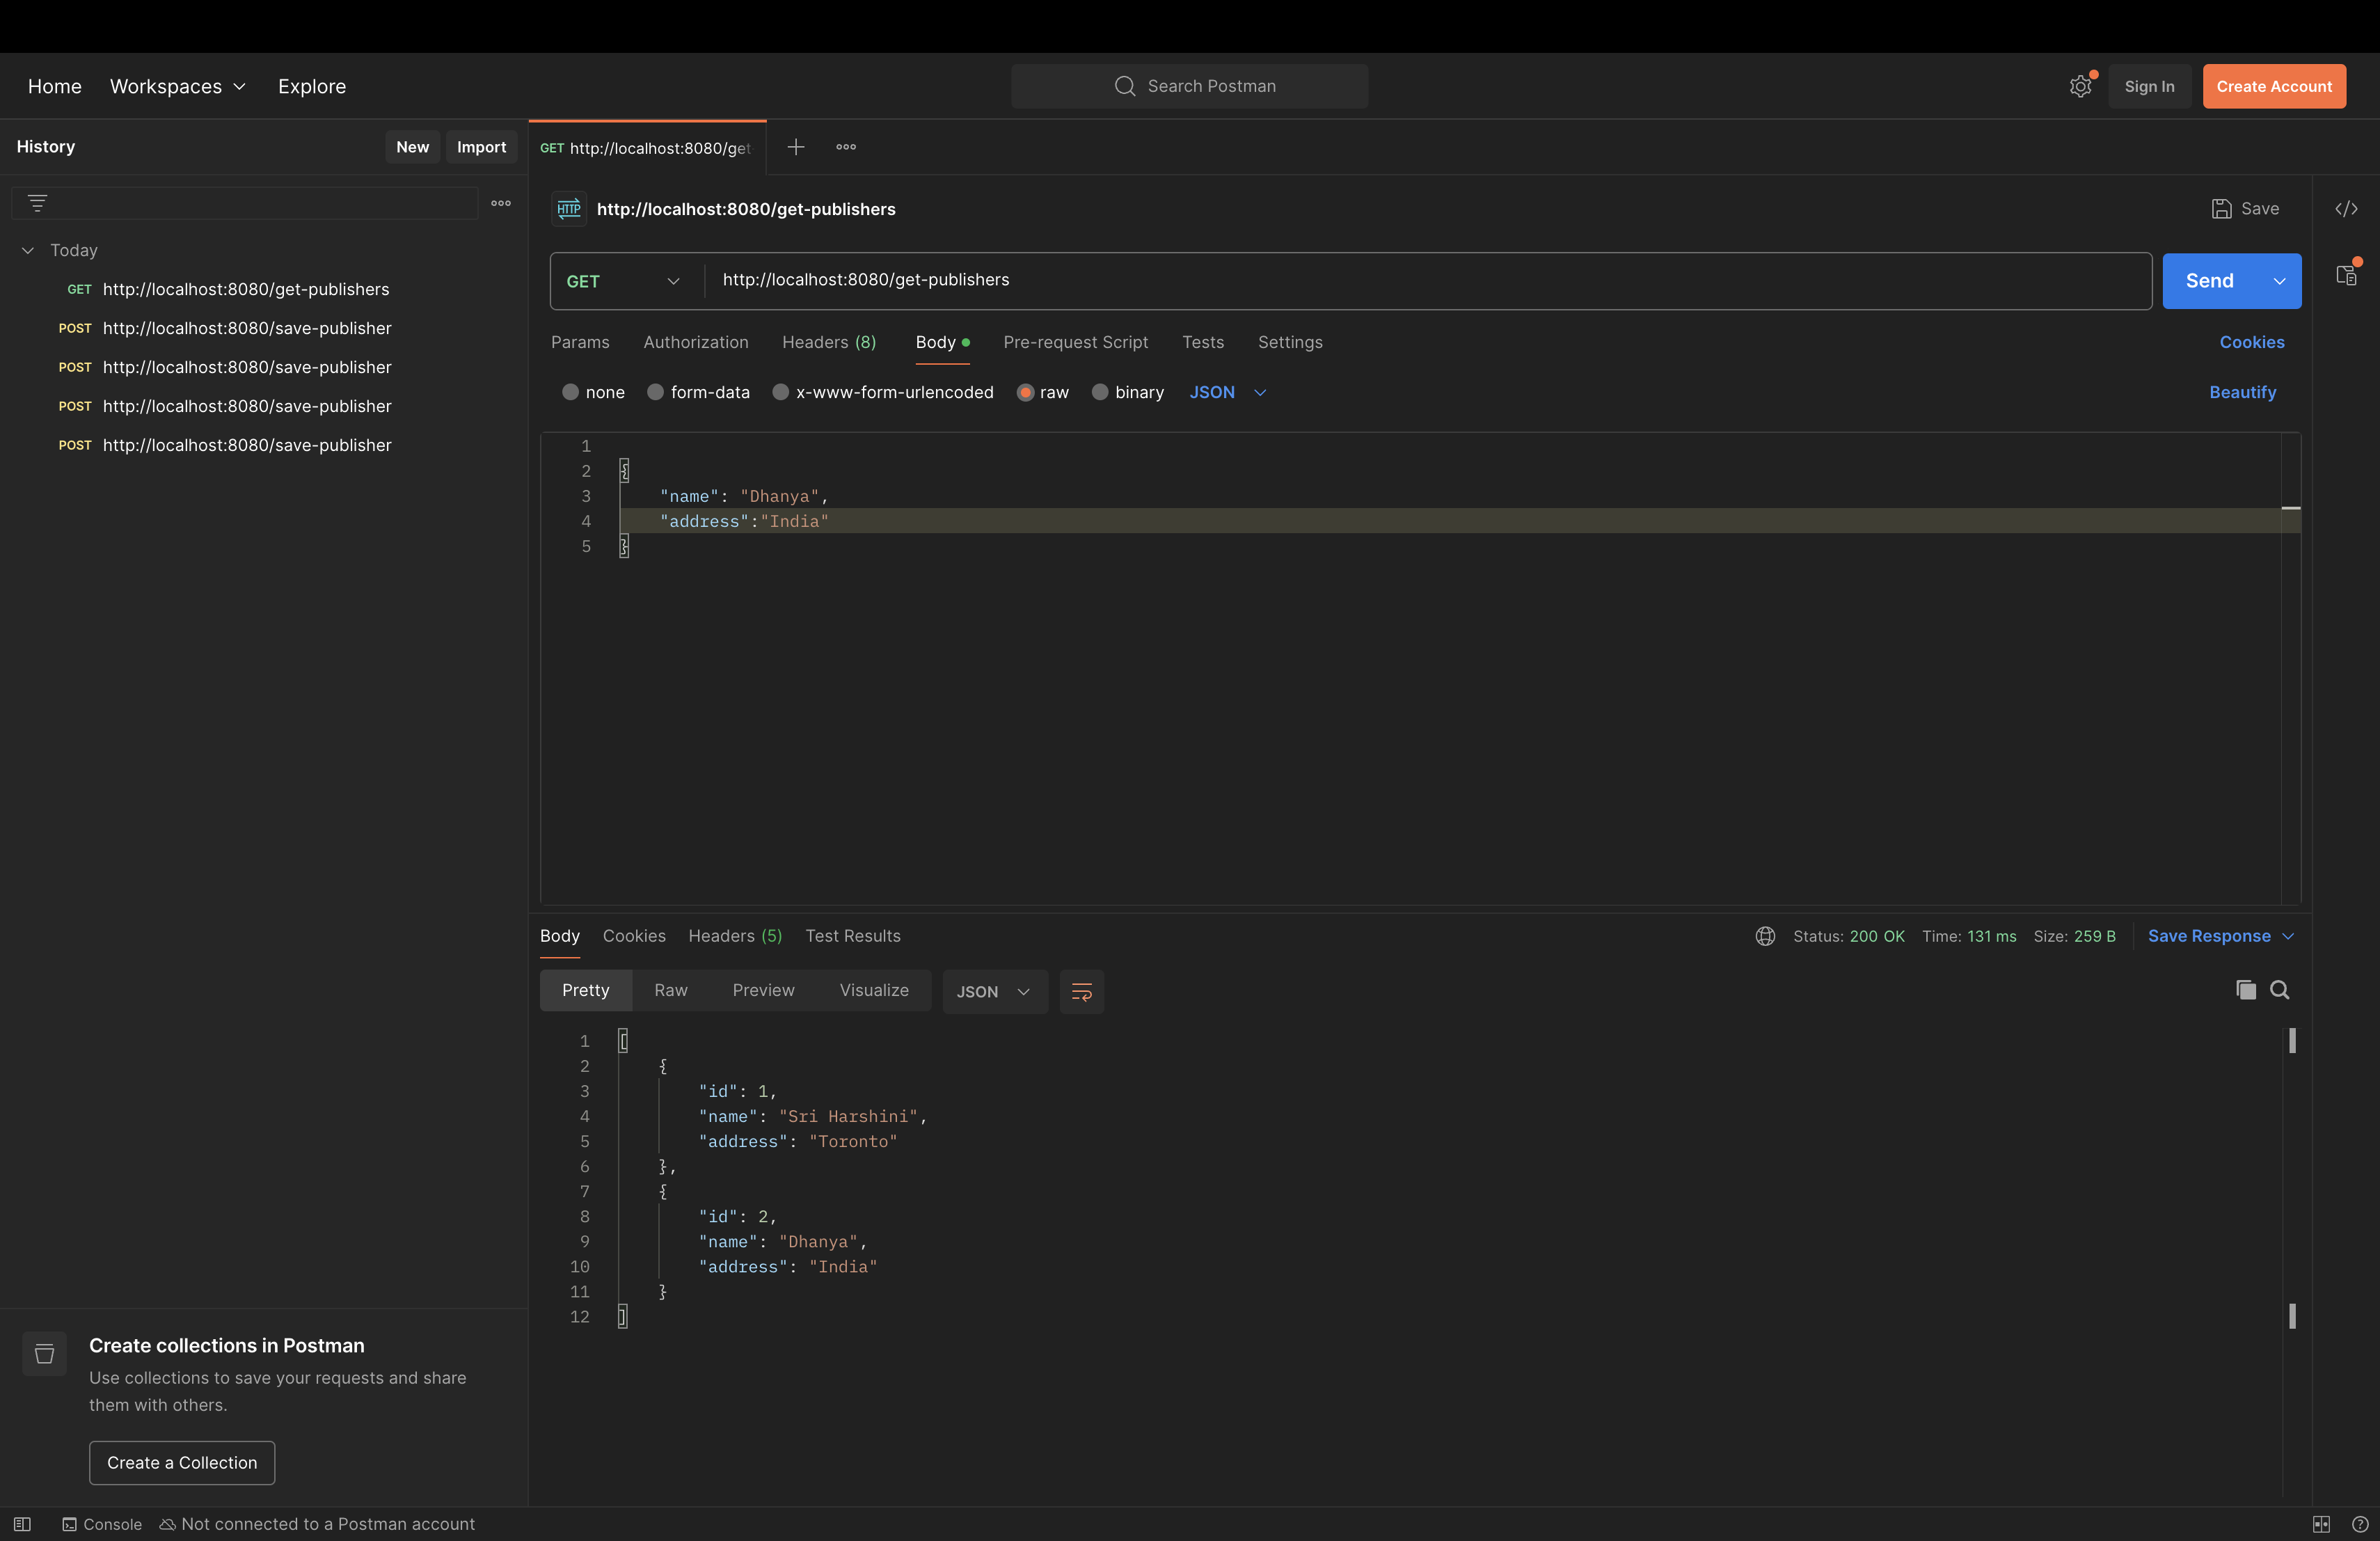 Home Workspaces Explore Search Postman Sign In Create Account
History New Import
GET http://localhost:8080/get
HTTP http://localhost:8080/get-publishers Save
Today
GET http://localhost:8080/get-publishers
POST http://localhost:8080/save-publisher
POST http://localhost:8080/save-publisher
POST http://localhost:8080/save-publisher
POST http://localhost:8080/save-publisher
GET http://localhost:8080/get-publishers Send
Params Authorization Headers (8) Body Pre-request Script Tests Settings Cookies
none form-data x-www-form-urlencoded raw binary JSON Beautify
1
2 {
3 "name": "Dhanya",
4 "address":"India"
5 }
Body Cookies Headers (5) Test Results Status: 200 OK Time: 131 ms Size: 259 B Save Response
Pretty Raw Preview Visualize JSON
1 [
2 {
3 "id": 1,
4 "name": "Sri Harshini",
5 "address": "Toronto"
6 },
7 {
8 "id": 2,
9 "name": "Dhanya",
10 "address": "India"
11 }
12 ]
Create collections in Postman
Use collections to save your requests and share
them with others.
Create a Collection
Console Not connected to a Postman account